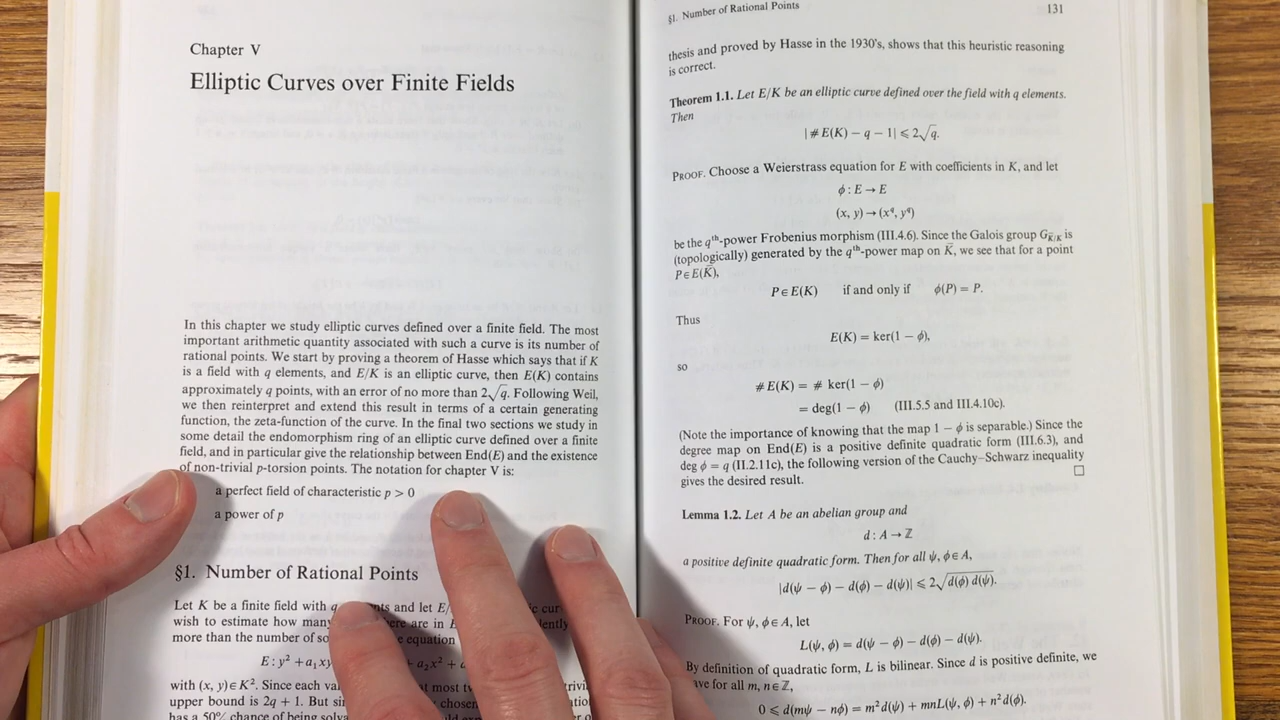 Chapter V
Elliptic Curves over Finite Fields
In this chapter we study elliptic curves defined over a finite field. The most
important arithmetic quantity associated with such a curve is its number of
rational points. We start by proving a theorem of Hasse which says that if K
is a field with q elements, and E/K is an elliptic curve, then E(K) contains
approximately q points, with an error of no more than 2√q. Following Weil,
we then reinterpret and extend this result in terms of a certain generating
function, the zeta-function of the curve. In the final two sections we study in
some detail the endomorphism ring of an elliptic curve defined over a finite
field, and in particular give the relationship between End(E) and the existence
of non-trivial p-torsion points. The notation for chapter V is:
a perfect field of characteristic p > 0
a power of p
§1. Number of Rational Points
Let K be a finite field with q and let E/
wish to estimate how many are in
more than the number of equation
E : y² + a₁xy + a₂x² +
with (x, y) ∈ K². Since each most
upper bound is 2q + 1. But chosen
has a 50% chance of being
§1. Number of Rational Points 131
thesis and proved by Hasse in the 1930's, shows that this heuristic reasoning
is correct.
Theorem 1.1. Let E/K be an elliptic curve defined over the field with q elements.
Then
|# E(K) − q − 1| ⩽ 2√q.
PROOF. Choose a Weierstrass equation for E with coefficients in K, and let
ϕ : E → E
(x, y) → (x^q, y^q)
be the qth-power Frobenius morphism (III.4.6). Since the Galois group G_K̄/K is
(topologically) generated by the qth-power map on K̄, we see that for a point
P ∈ E(K̄),
P ∈ E(K) if and only if ϕ(P) = P.
Thus
E(K) = ker(1 − ϕ),
so
# E(K) = # ker(1 − ϕ)
= deg(1 − ϕ) (III.5.5 and III.4.10c).
(Note the importance of knowing that the map 1 − ϕ is separable.) Since the
degree map on End(E) is a positive definite quadratic form (III.6.3), and
deg ϕ = q (II.2.11c), the following version of the Cauchy–Schwarz inequality
gives the desired result. □
Lemma 1.2. Let A be an abelian group and
d : A → ℤ
a positive definite quadratic form. Then for all ψ, ϕ ∈ A,
|d(ψ − ϕ) − d(ϕ) − d(ψ)| ⩽ 2√d(ϕ) d(ψ).
PROOF. For ψ, ϕ ∈ A, let
L(ψ, ϕ) = d(ψ − ϕ) − d(ϕ) − d(ψ).
By definition of quadratic form, L is bilinear. Since d is positive definite, we
for all m, n ∈ ℤ,
0 ⩽ d(mψ − nϕ) = m²d(ψ) + mnL(ψ, ϕ) + n²d(ϕ).